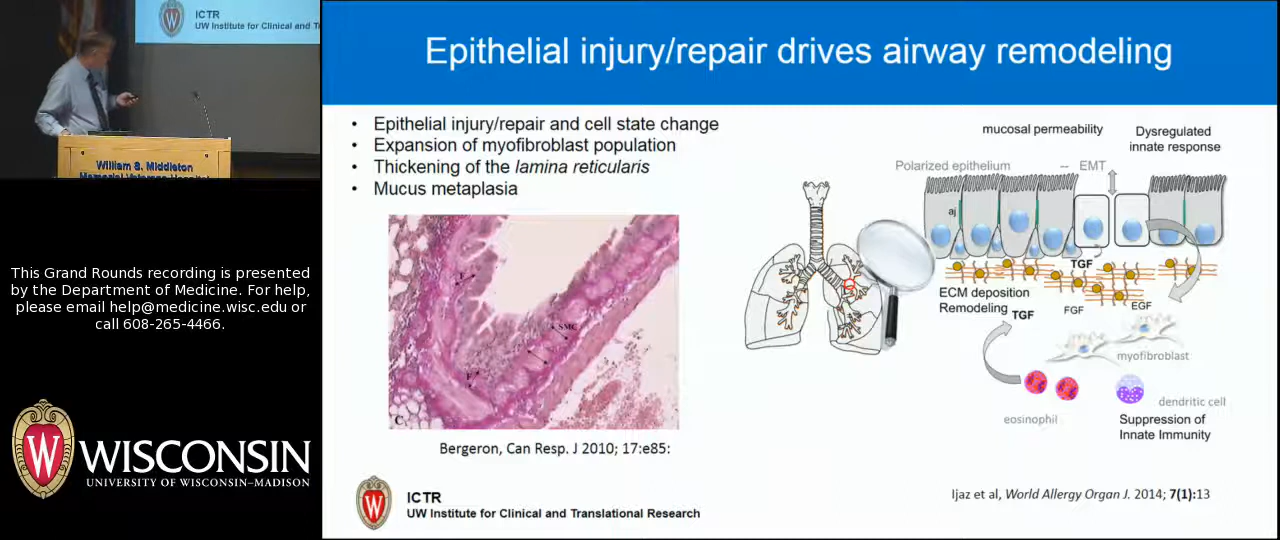 ICTR
UW Institute for Clinical and
William S. Middleton
This Grand Rounds recording is presented
by the Department of Medicine. For help,
please email help@medicine.wisc.edu or
call 608-265-4466.
W
WISCONSIN
UNIVERSITY OF WISCONSIN–MADISON
Epithelial injury/repair drives airway remodeling
• Epithelial injury/repair and cell state change
• Expansion of myofibroblast population
• Thickening of the lamina reticularis
• Mucus metaplasia
SMC
C
Bergeron, Can Resp. J 2010; 17:e85:
mucosal permeability
Dysregulated
innate response
Polarized epithelium
-- EMT
aj
TGF
ECM deposition
Remodeling
TGF
FGF
EGF
myofibroblast
eosinophil
dendritic cell
Suppression of
Innate Immunity
Ijaz et al, World Allergy Organ J. 2014; 7(1):13
W
ICTR
UW Institute for Clinical and Translational Research